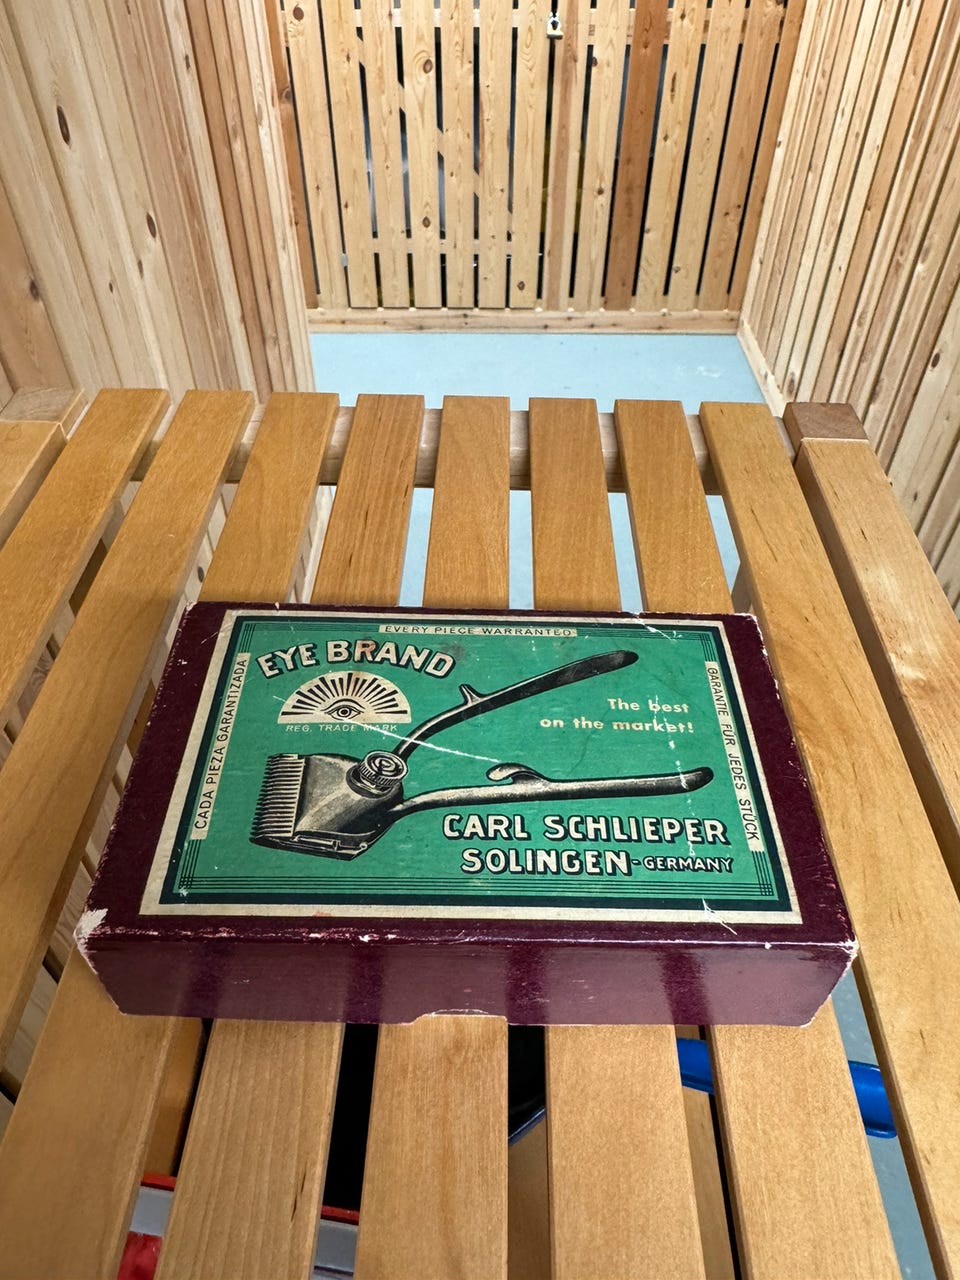 EVERY PIECE WARRANTED
EYE BRAND
REG. TRADE MARK
CADA PIEZA GARANTIZADA
The best
on the market!
GARANTIE FÜR JEDES STÜCK
CARL SCHLIEPER
SOLINGEN-GERMANY